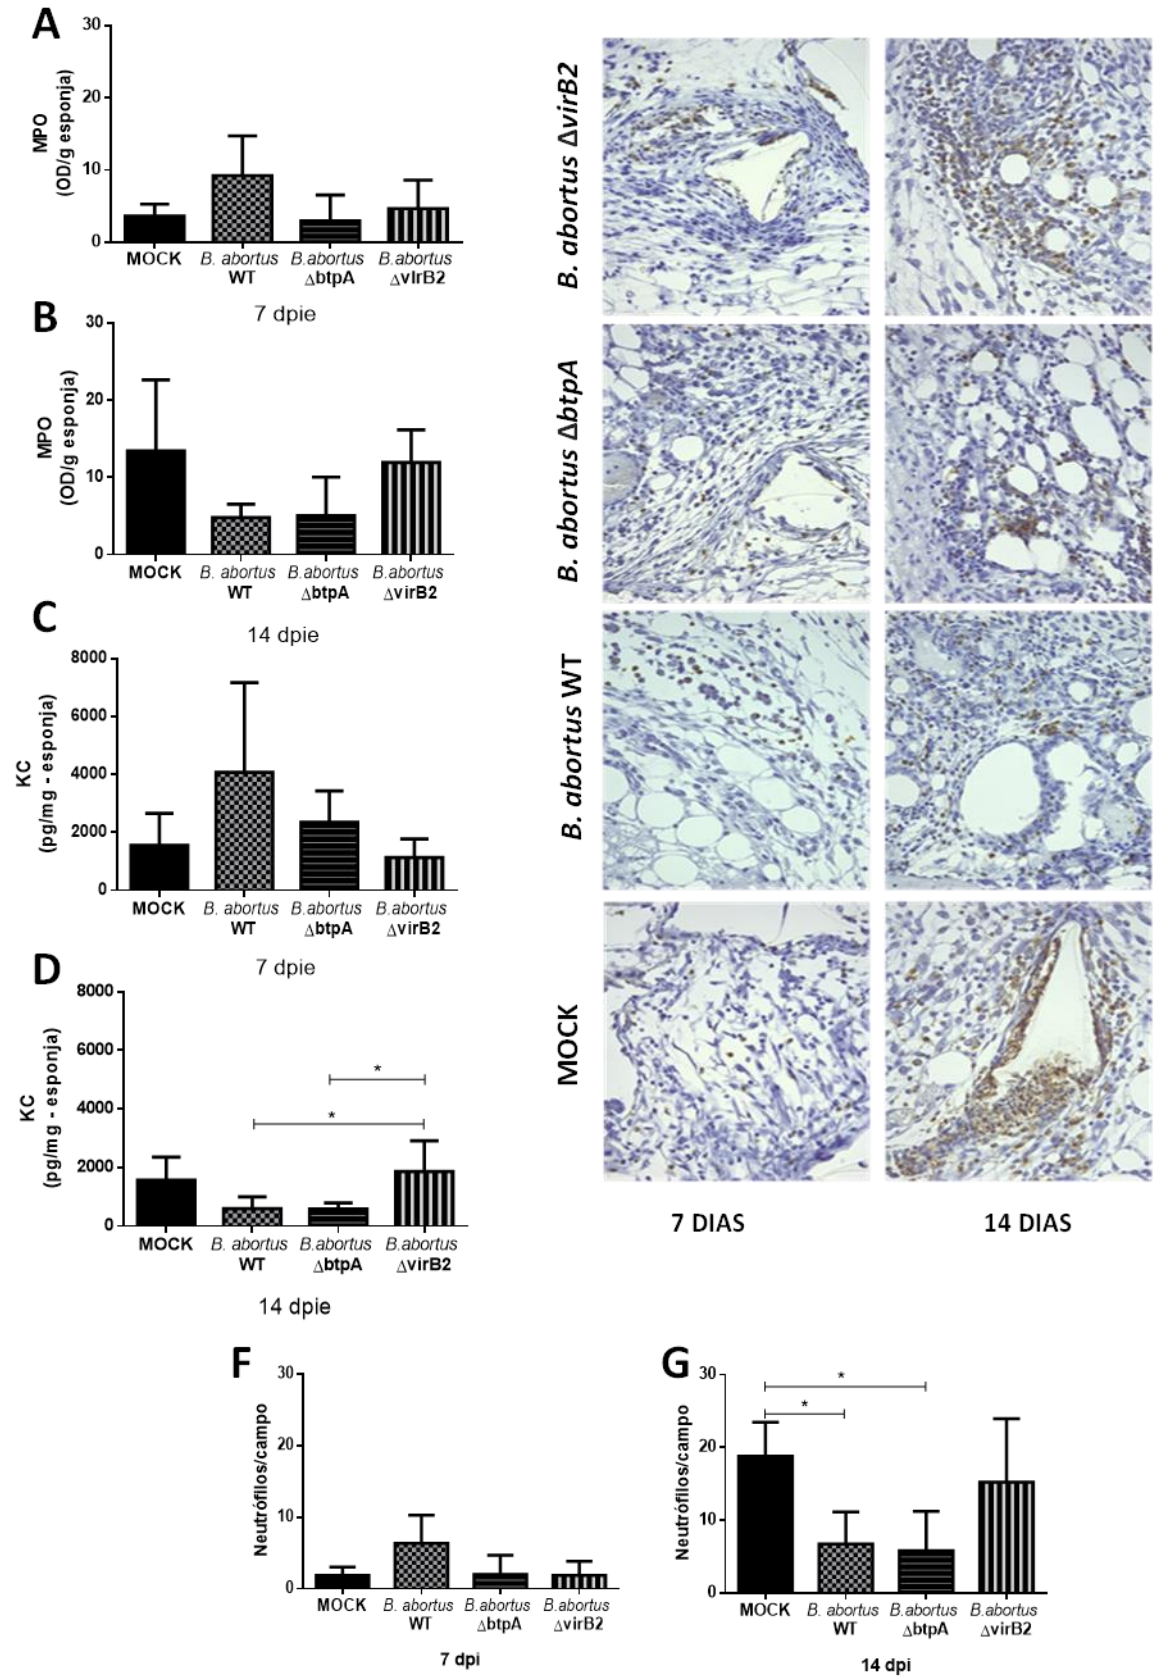 A
30
20
10
0
MPO
(OD/g esponja)
MOCK
B. abortus
WT
B.abortus
ΔbtpA
B.abortus
ΔvIrB2
7 dpie
B
30
20
10
0
MPO
(OD/g esponja)
MOCK
B. abortus
WT
B.abortus
ΔbtpA
B.abortus
ΔvirB2
14 dpie
C
8000
6000
4000
2000
0
KC
(pg/mg - esponja)
MOCK
B. abortus
WT
B.abortus
ΔbtpA
B.abortus
ΔvirB2
7 dpie
D
8000
6000
4000
2000
0
KC
(pg/mg - esponja)
*
*
MOCK
B. abortus
WT
B.abortus
ΔbtpA
B.abortus
ΔvirB2
14 dpie
B. abortus ΔvirB2
B. abortus ΔbtpA
B. abortus WT
MOCK
7 DIAS
14 DIAS
F
30
20
10
0
Neutrófilos/campo
MOCK
B. abortus
WT
B.abortus
ΔbtpA
B.abortus
ΔvirB2
7 dpi
G
30
20
10
0
Neutrófilos/campo
*
*
MOCK
B. abortus
WT
B.abortus
ΔbtpA
B.abortus
ΔvirB2
14 dpi